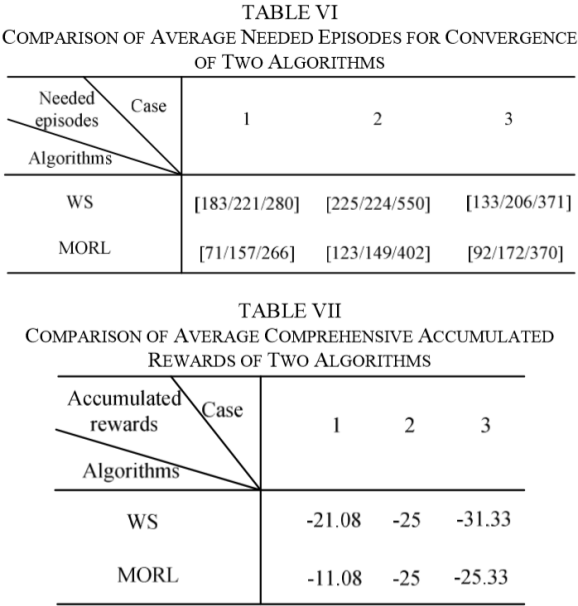 TABLE VI
COMPARISON OF AVERAGE NEEDED EPISODES FOR CONVERGENCE
OF TWO ALGORITHMS
Needed
episodes
Case
Algorithms
1 2 3
WS [183/221/280] [225/224/550] [133/206/371]
MORL [71/157/266] [123/149/402] [92/172/370]
TABLE VII
COMPARISON OF AVERAGE COMPREHENSIVE ACCUMULATED
REWARDS OF TWO ALGORITHMS
Accumulated
rewards
Case
Algorithms
1 2 3
WS -21.08 -25 -31.33
MORL -11.08 -25 -25.33